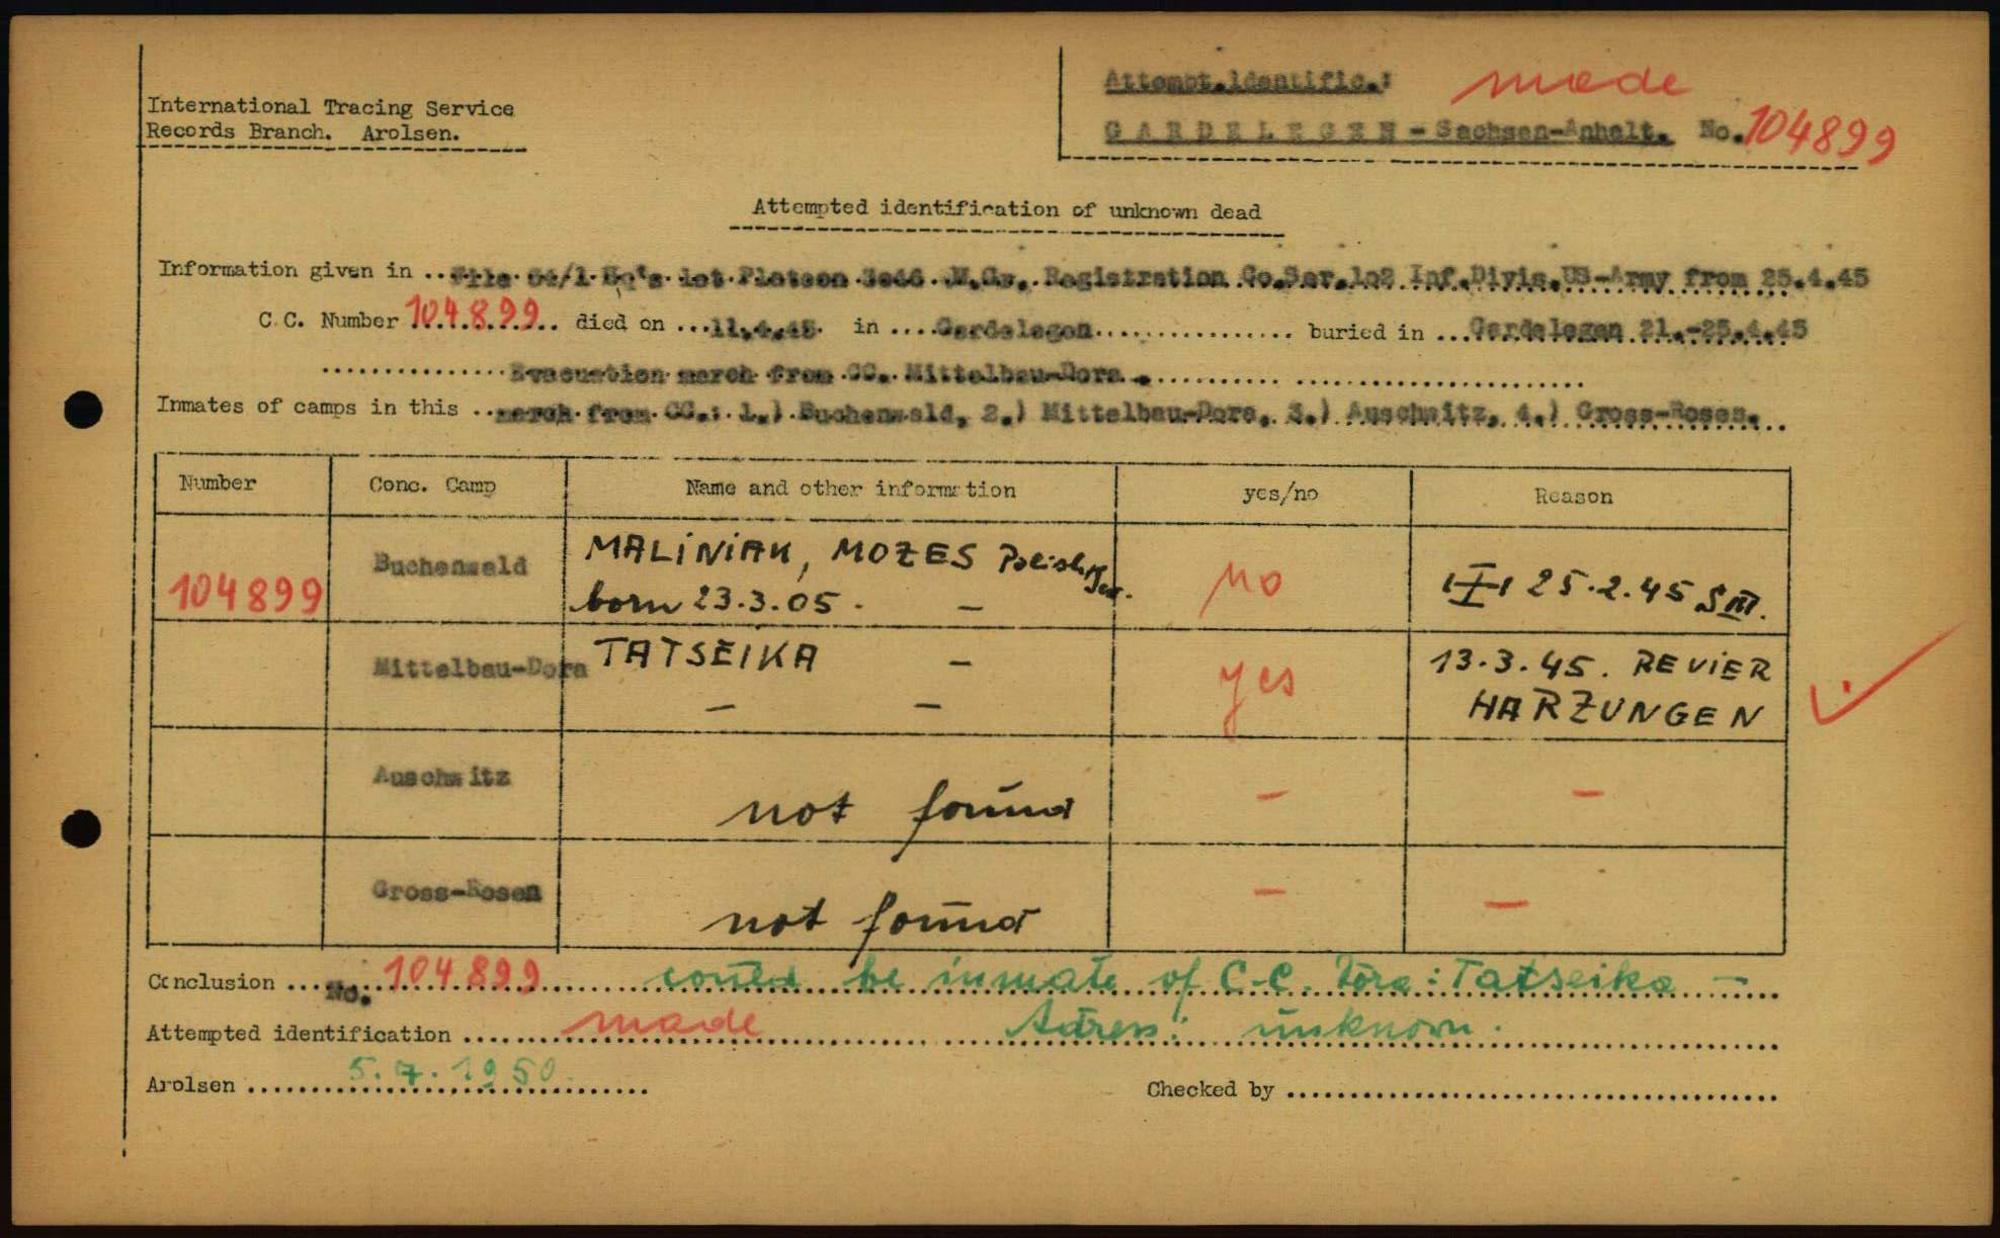 International Tracing Service
Records Branch. Arolsen.
Attempt.identific.: made
GARDELEGEN - Sachsen-Anhalt. No. 104899
Attempted identification of unknown dead
Information given in .. File 64/1 Hq's 1st Platoon 3046 .. Registration Co.Ser.102 Inf.Divis.US-Army from 25.4.45
C.C. Number 104899 died on ... 11.4.45 in .... Gardelegen ... buried in ... Gardelegen 21.-25.4.45
Evacuation march from CC. Mittelbau-Dora.
Inmates of camps in this .. march from CC.: 1.) Buchenwald, 2.) Mittelbau-Dora, 3.) Auschwitz, 4.) Gross-Rosen.
Number Conc. Camp Name and other information yes/no Reason
104899 Buchenwald MALINIAK, MOZES Polish Jew. no 25.2.45 S III.
born 23.3.05. -
Mittelbau-Dora TATSEIKA - yes 13.3.45. REVIER
- - HARZUNGEN
Auschwitz not found - -
Gross-Rosen not found - -
Conclusion ... No. 104899 could be inmate of C.C. Dora: Tatseika -
Attempted identification ... made Adress: unknown.
Arolsen ... 5.7.1950 Checked by ...